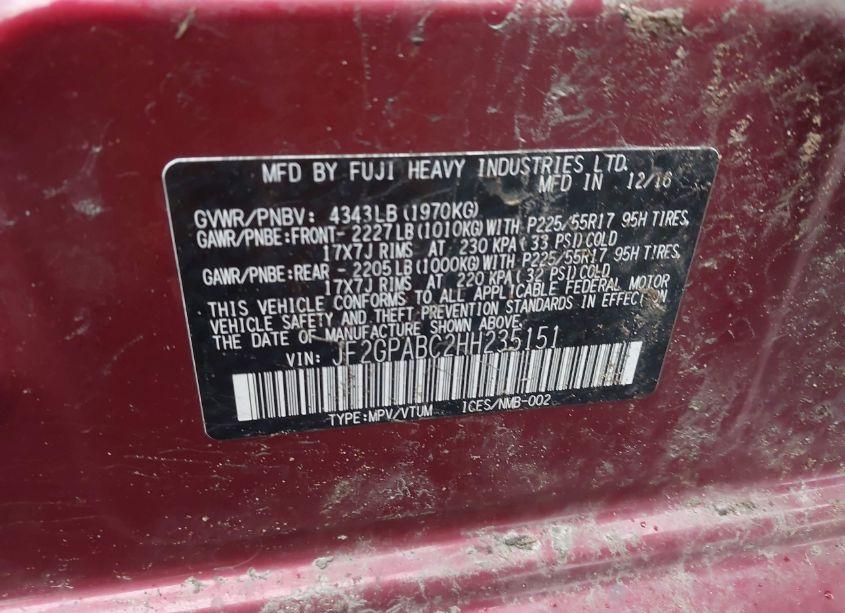 MFD BY FUJI HEAVY INDUSTRIES LTD.
MFD IN 12/16
GVWR/PNBV: 4343LB (1970KG)
GAWR/PNBE:FRONT- 2227LB (1010KG) WITH P225/55R17 95H TIRES,
17X7J RIMS AT 230 KPA (33 PSI) COLD
GAWR/PNBE:REAR - 2205LB (1000KG) WITH P225/55R17 95H TIRES,
17X7J RIMS AT 220 KPA (32 PSI) COLD
THIS VEHICLE CONFORMS TO ALL APPLICABLE FEDERAL MOTOR
VEHICLE SAFETY AND THEFT PREVENTION STANDARDS IN EFFECT ON
THE DATE OF MANUFACTURE SHOWN ABOVE.
VIN: JF2GPABC2HH235151
TYPE:MPV/VTUM ICES/NMB-002